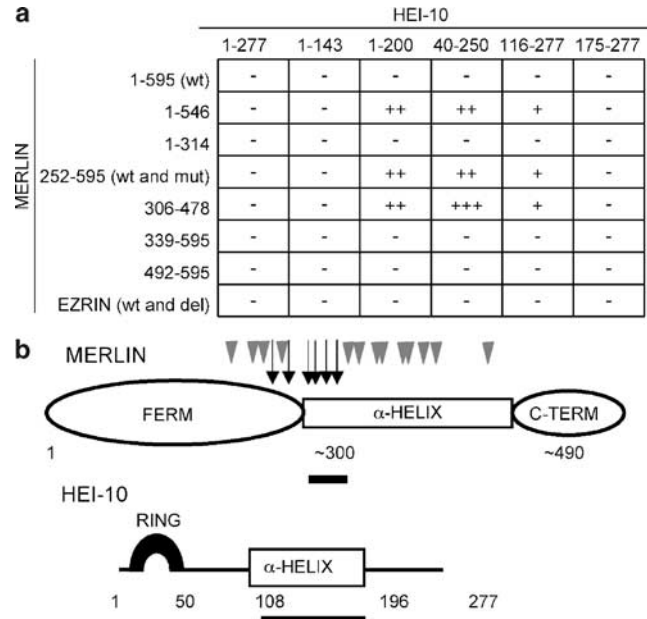 a
HEI-10
1-277 1-143 1-200 40-250 116-277 175-277
MERLIN
1-595 (wt) - - - - - -
1-546 - - ++ ++ + -
1-314 - - - - - -
252-595 (wt and mut) - - ++ ++ + -
306-478 - - ++ +++ + -
339-595 - - - - - -
492-595 - - - - - -
EZRIN (wt and del) - - - - - -
b
MERLIN
FERM α-HELIX C-TERM
1 ~300 ~490
HEI-10
RING
α-HELIX
1 50 108 196 277